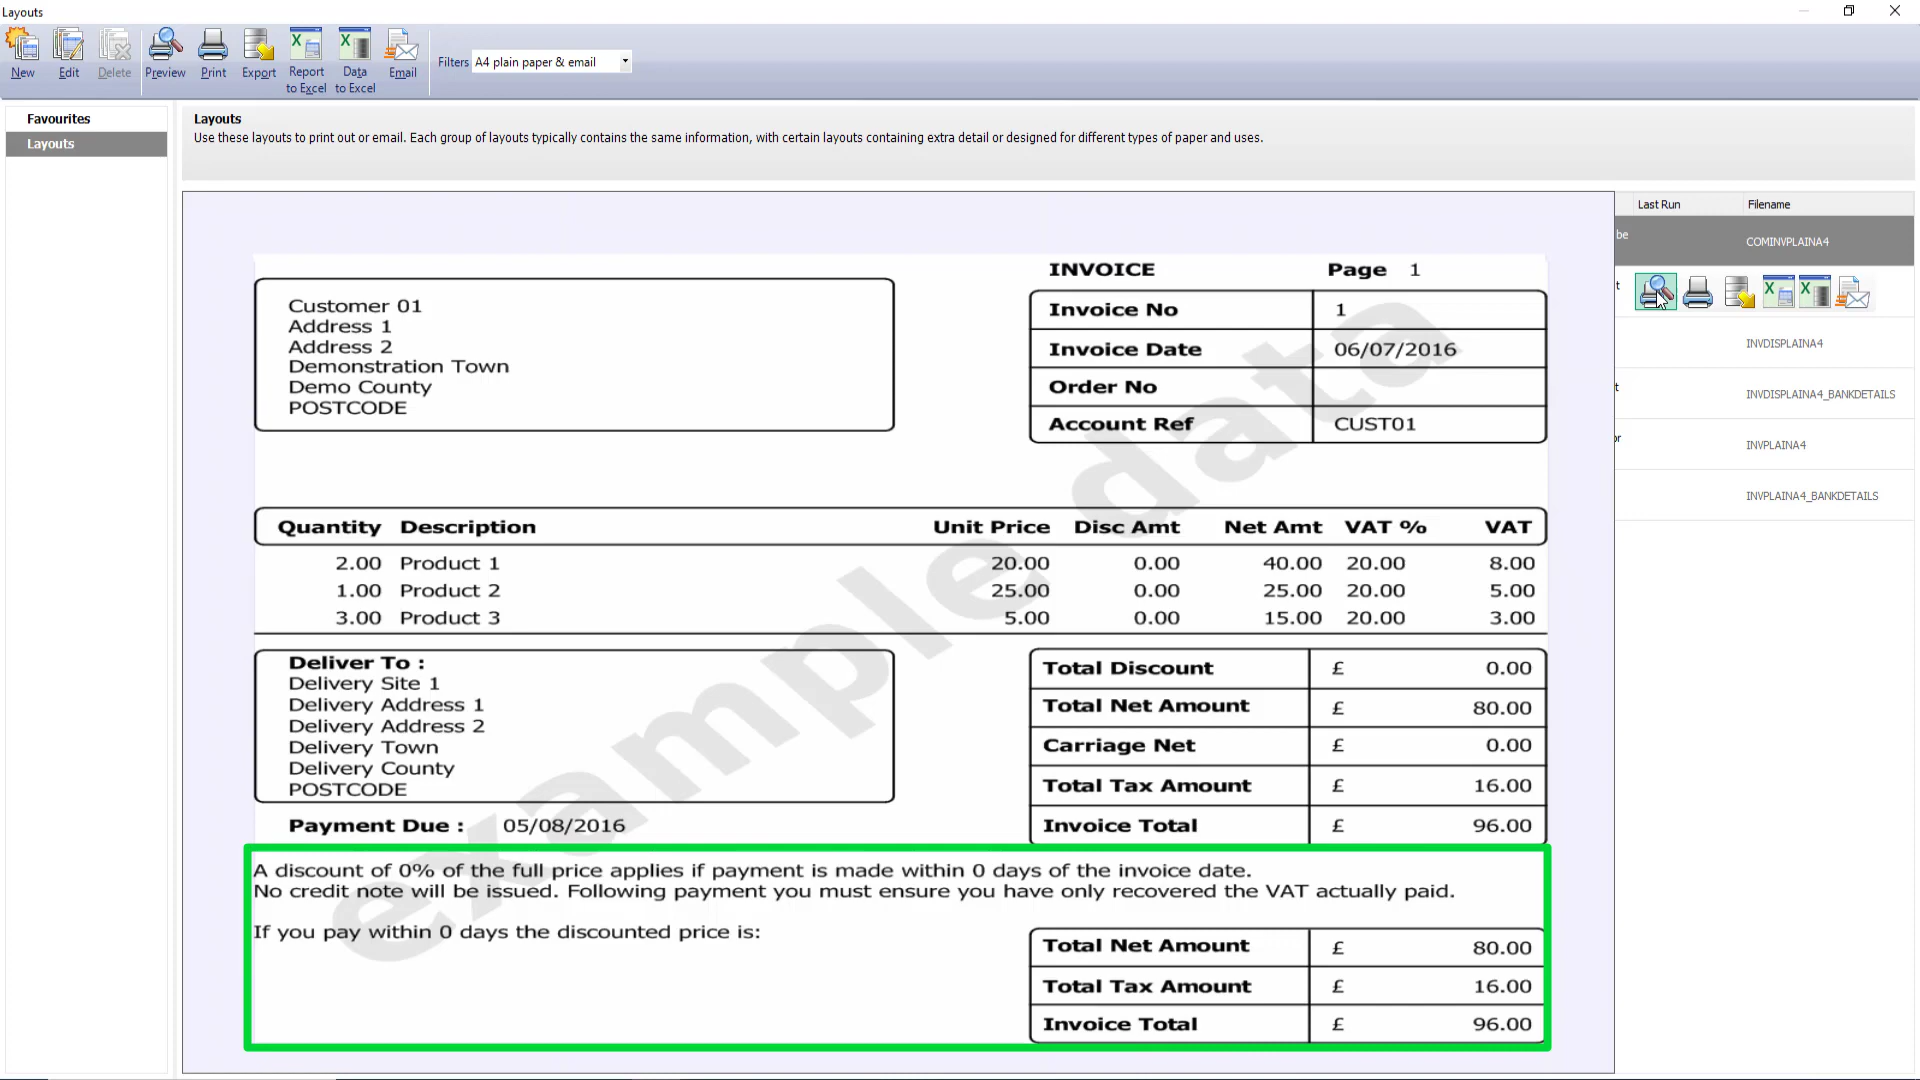 Layouts
New
Edit
Delete
Preview
Print
Export
Report to Excel
Data to Excel
Email
Filters A4 plain paper & email
Favourites
Layouts
Layouts
Use these layouts to print out or email. Each group of layouts typically contains the same information, with certain layouts containing extra detail or designed for different types of paper and uses.
Last Run Filename
be COMINVPLAINA4
t
INVDISPLAINA4
t INVDISPLAINA4_BANKDETAILS
or INVPLAINA4
INVPLAINA4_BANKDETAILS
INVOICE Page 1
Customer 01
Address 1
Address 2
Demonstration Town
Demo County
POSTCODE
Invoice No 1
Invoice Date 06/07/2016
Order No
Account Ref CUST01
Quantity Description Unit Price Disc Amt Net Amt VAT % VAT
2.00 Product 1 20.00 0.00 40.00 20.00 8.00
1.00 Product 2 25.00 0.00 25.00 20.00 5.00
3.00 Product 3 5.00 0.00 15.00 20.00 3.00
Deliver To :
Delivery Site 1
Delivery Address 1
Delivery Address 2
Delivery Town
Delivery County
POSTCODE
Payment Due : 05/08/2016
Total Discount £ 0.00
Total Net Amount £ 80.00
Carriage Net £ 0.00
Total Tax Amount £ 16.00
Invoice Total £ 96.00
A discount of 0% of the full price applies if payment is made within 0 days of the invoice date.
No credit note will be issued. Following payment you must ensure you have only recovered the VAT actually paid.
If you pay within 0 days the discounted price is:
Total Net Amount £ 80.00
Total Tax Amount £ 16.00
Invoice Total £ 96.00
example data